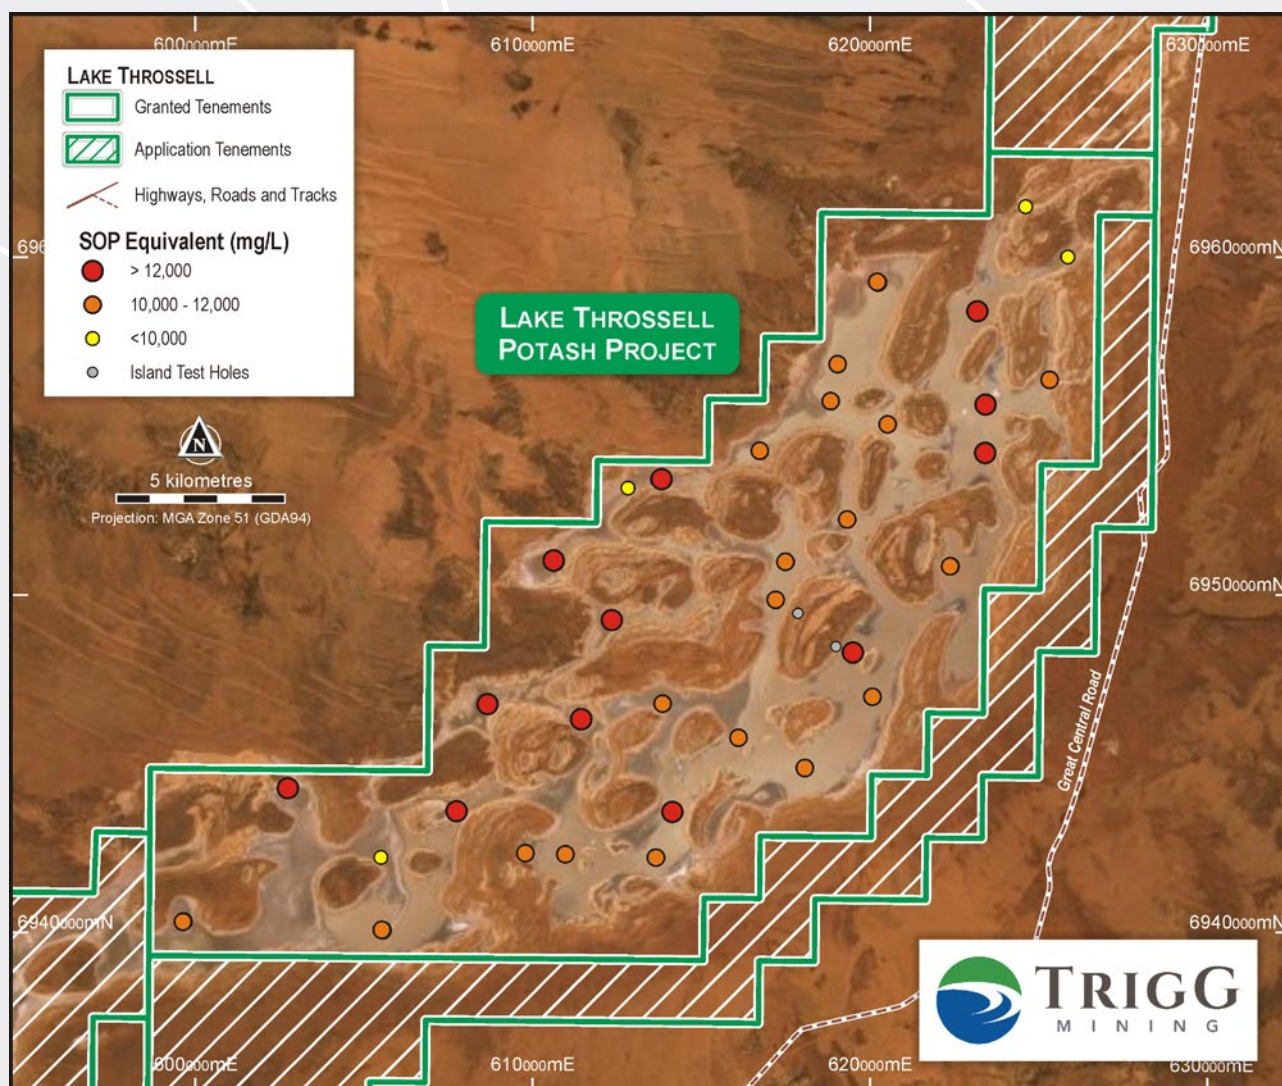 600000mE
610000mE
620000mE
630000mE
LAKE THROSSELL
Granted Tenements
Application Tenements
Highways, Roads and Tracks
SOP Equivalent (mg/L)
> 12,000
10,000 - 12,000
<10,000
Island Test Holes
696
6960000mN
LAKE THROSSELL
POTASH PROJECT
N
5 kilometres
Projection: MGA Zone 51 (GDA94)
6950000mN
Great Central Road
6940000mN
6940000mN
TRIGG
MINING
600000mE
610000mE
620000mE
630000mE